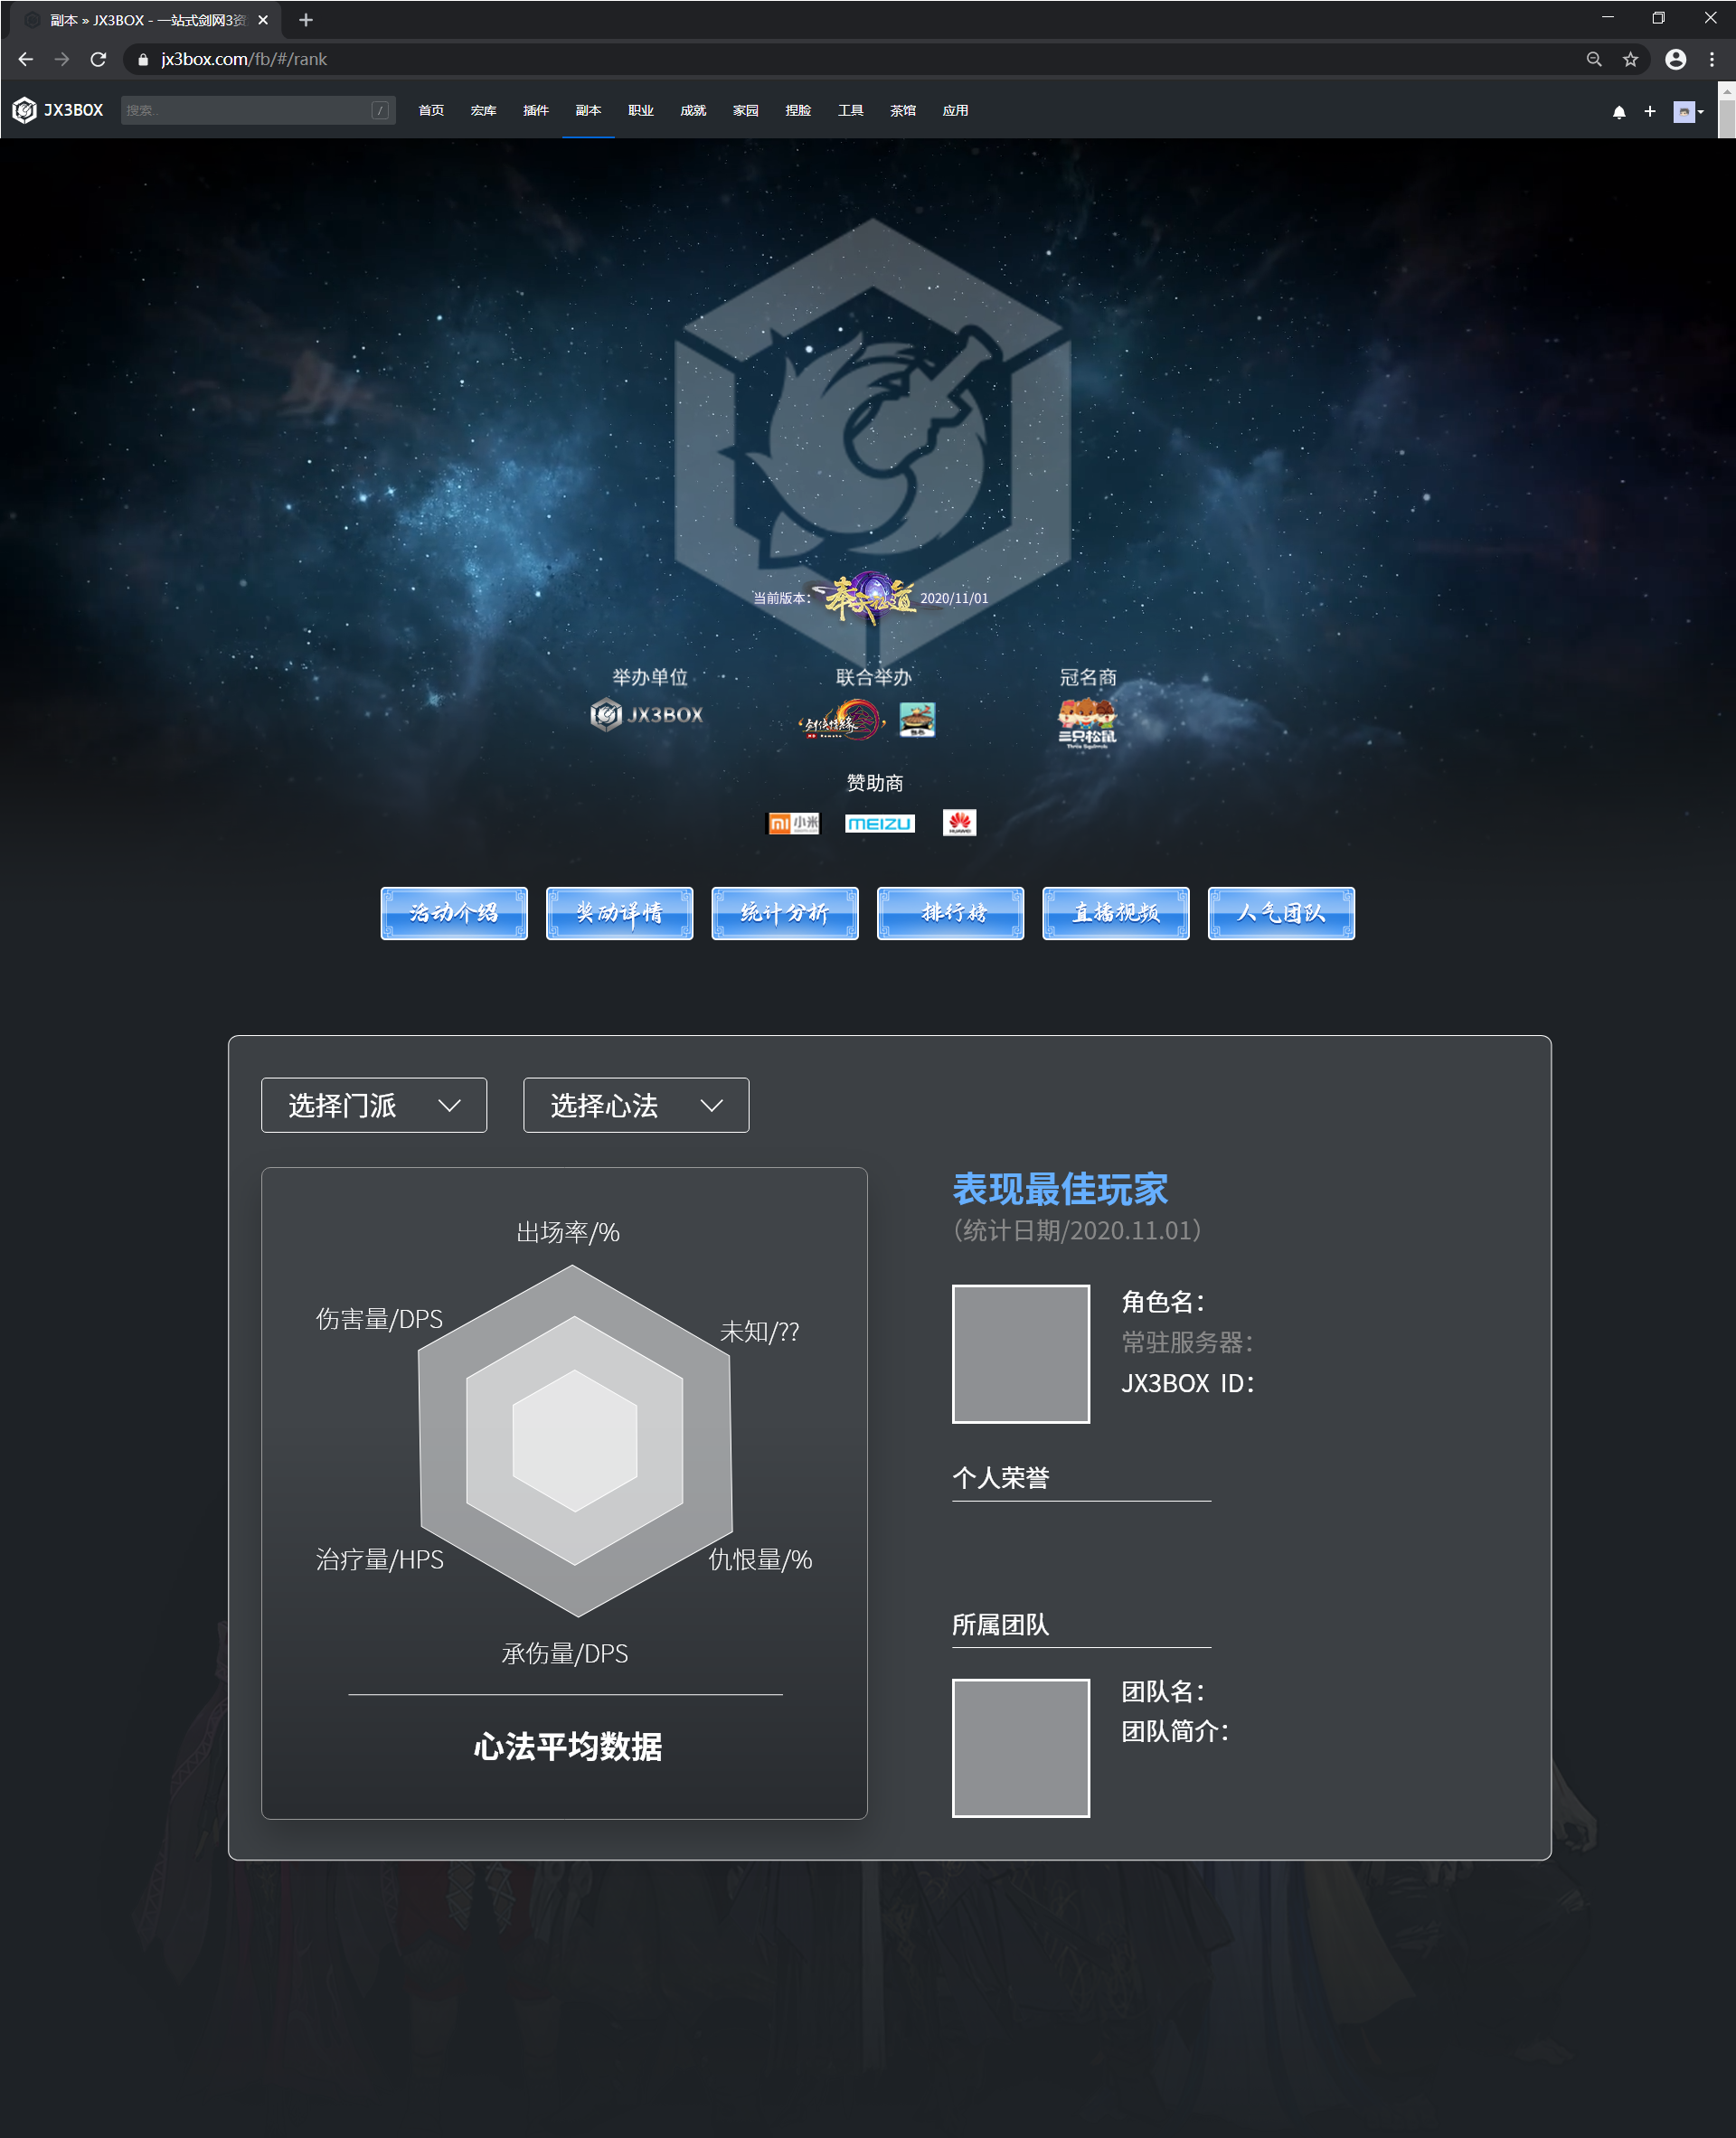 副本 » JX3BOX - 一站式剑网3资
jx3box.com/fb/#/rank
JX3BOX 搜索.. / 首页 宏库 插件 副本 职业 成就 家园 捏脸 工具 茶馆 应用
当前版本： 奉天证道 2020/11/01
举办单位 联合举办 冠名商
JX3BOX 剑侠情缘 叁 三只松鼠
赞助商
小米 MEIZU HUAWEI
活动介绍 奖励详情 统计分析 排行榜 直播视频 人气团队
选择门派 选择心法
表现最佳玩家
（统计日期/2020.11.01）
出场率/%
伤害量/DPS
未知/??
治疗量/HPS
仇恨量/%
承伤量/DPS
心法平均数据
角色名：
常驻服务器：
JX3BOX ID：
个人荣誉
所属团队
团队名：
团队简介：